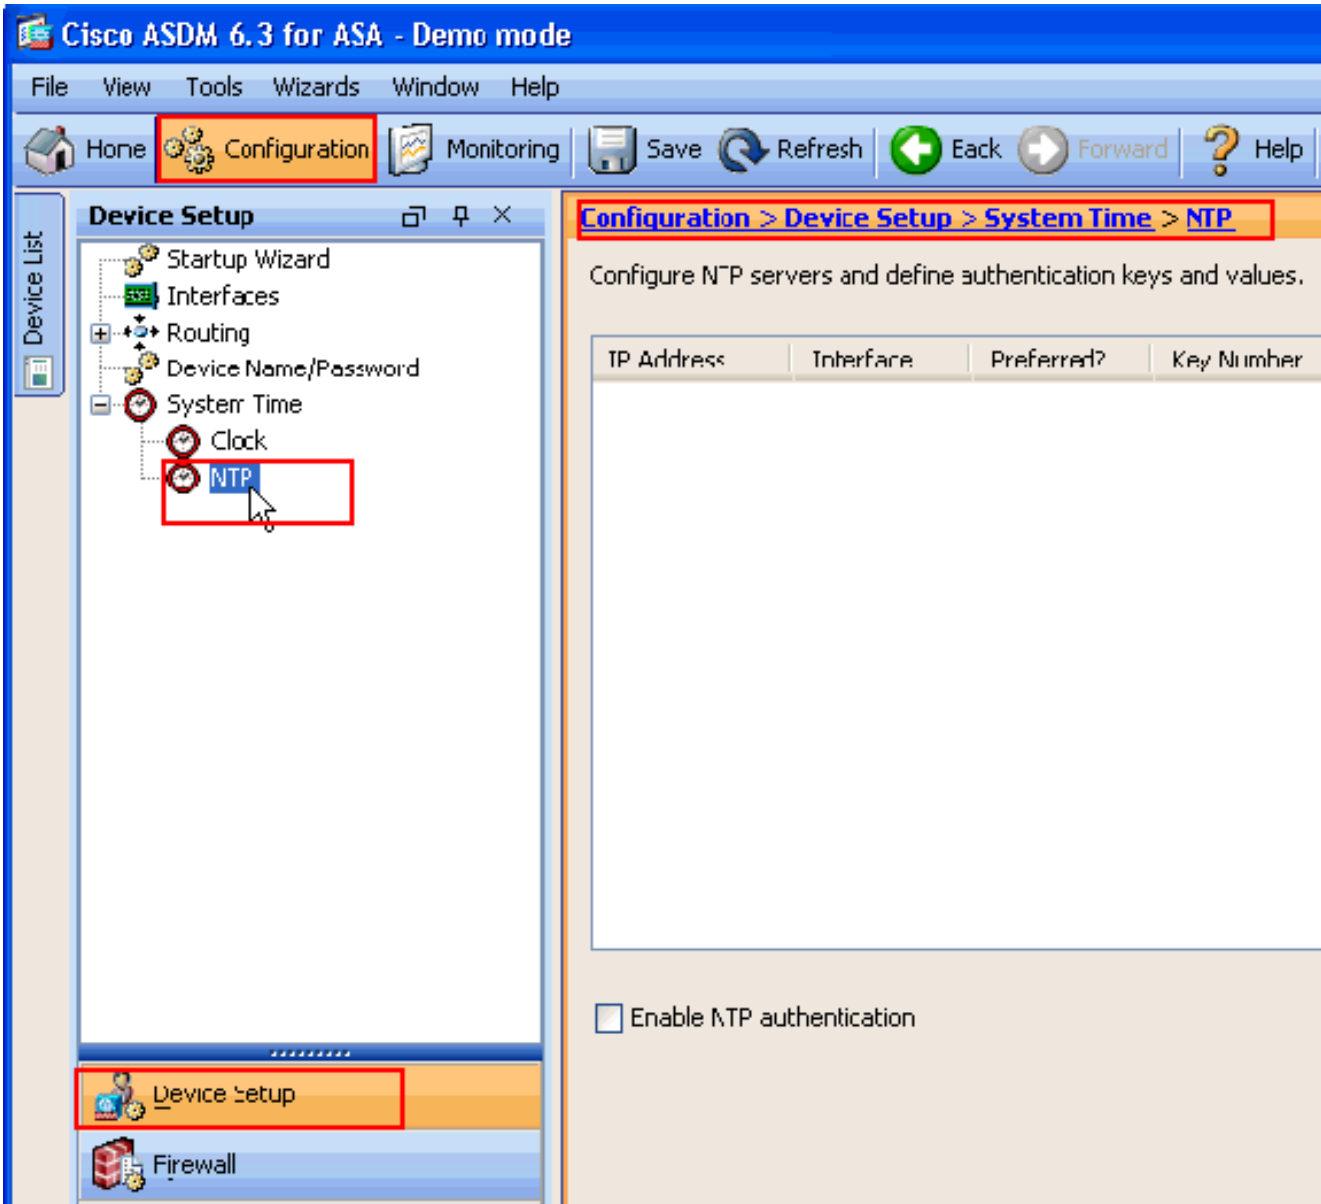 Cisco ASDM 6.3 for ASA - Demo mode
File View Tools Wizards Window Help
Home Configuration Monitoring Save Refresh Back Forward Help
Device List
Device Setup
Startup Wizard
Interfaces
Routing
Device Name/Password
System Time
Clock
NTP
Device Setup
Firewall
Configuration > Device Setup > System Time > NTP
Configure NTP servers and define authentication keys and values.
IP Address Interface Preferred? Key Number
Enable NTP authentication